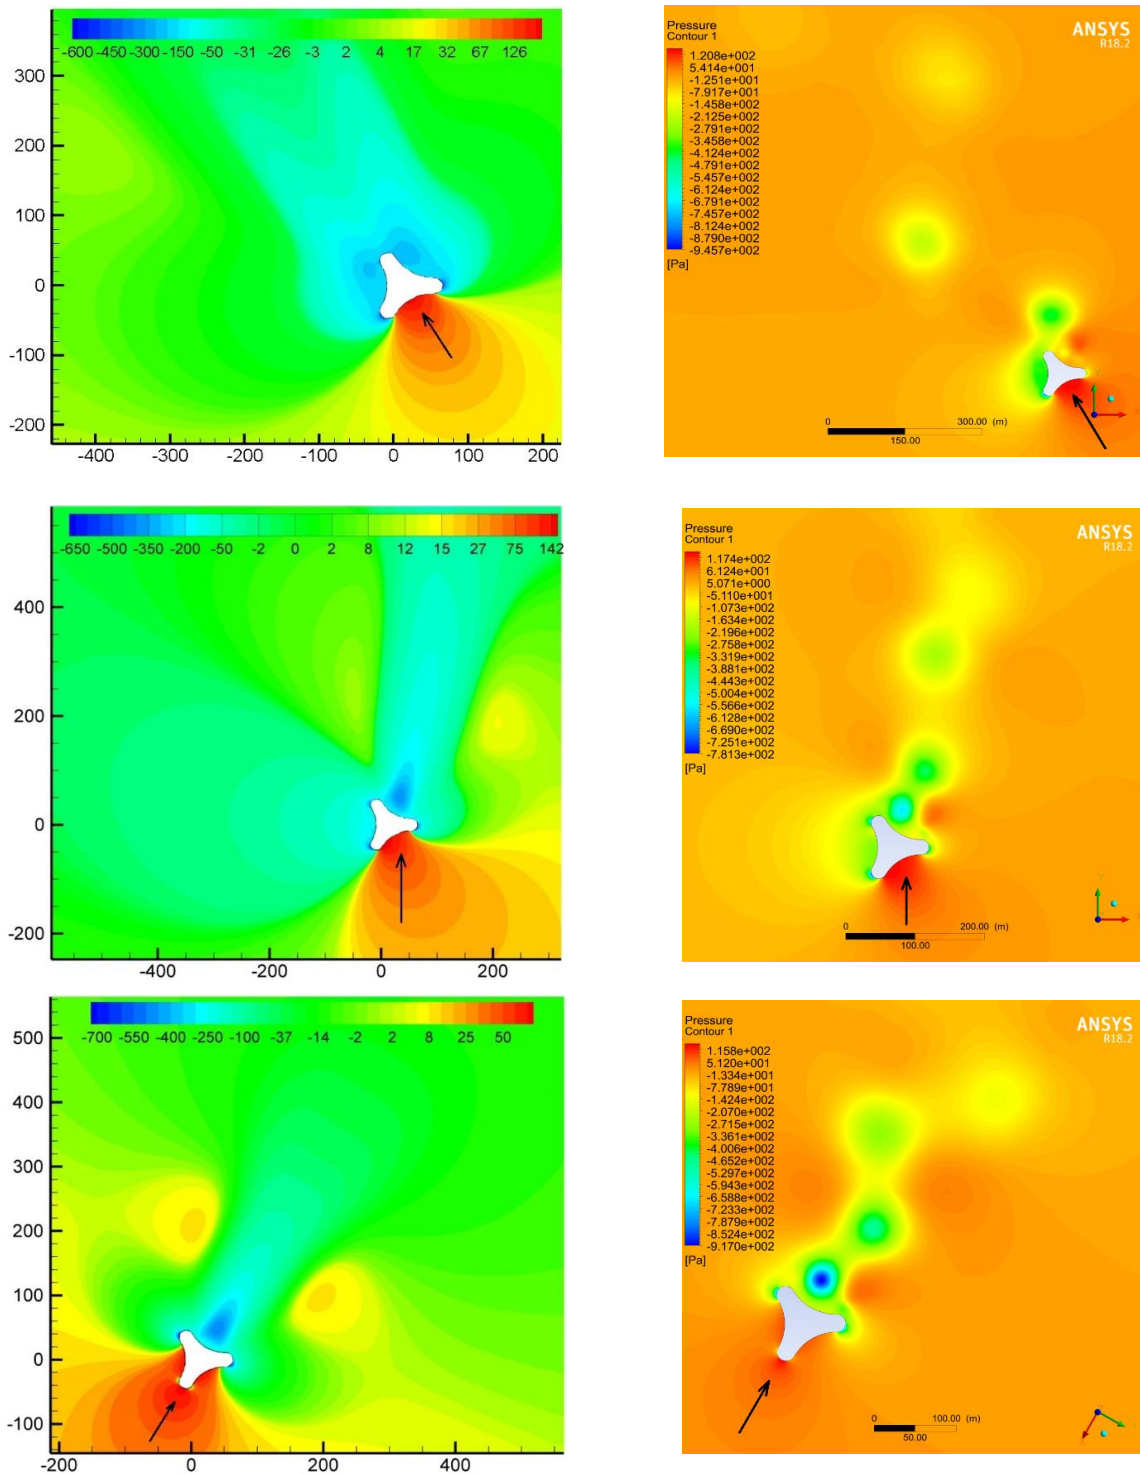 -600 -450 -300 -150 -50 -31 -26 -3 2 4 17 32 67 126
300
200
100
0
-100
-200
-400 -300 -200 -100 0 100 200
Pressure
Contour 1
ANSYS
R18.2
1.208e+002
5.414e+001
-1.251e+001
-7.917e+001
-1.458e+002
-2.125e+002
-2.791e+002
-3.458e+002
-4.124e+002
-4.791e+002
-5.457e+002
-6.124e+002
-6.791e+002
-7.457e+002
-8.124e+002
-8.790e+002
-9.457e+002
[Pa]
0 300.00 (m)
150.00
-650 -500 -350 -200 -50 -2 0 2 8 12 15 27 75 142
400
200
0
-200
-400 -200 0 200
Pressure
Contour 1
ANSYS
R18.2
1.174e+002
6.124e+001
5.071e+000
-5.110e+001
-1.073e+002
-1.634e+002
-2.196e+002
-2.758e+002
-3.319e+002
-3.881e+002
-4.443e+002
-5.004e+002
-5.566e+002
-6.128e+002
-6.690e+002
-7.251e+002
-7.813e+002
[Pa]
0 200.00 (m)
100.00
-700 -550 -400 -250 -100 -37 -14 -2 2 8 25 50
500
400
300
200
100
0
-100
-200 0 200 400
Pressure
Contour 1
ANSYS
R18.2
1.158e+002
5.120e+001
-1.334e+001
-7.789e+001
-1.424e+002
-2.070e+002
-2.715e+002
-3.361e+002
-4.006e+002
-4.652e+002
-5.297e+002
-5.943e+002
-6.588e+002
-7.233e+002
-7.879e+002
-8.524e+002
-9.170e+002
[Pa]
0 100.00 (m)
50.00